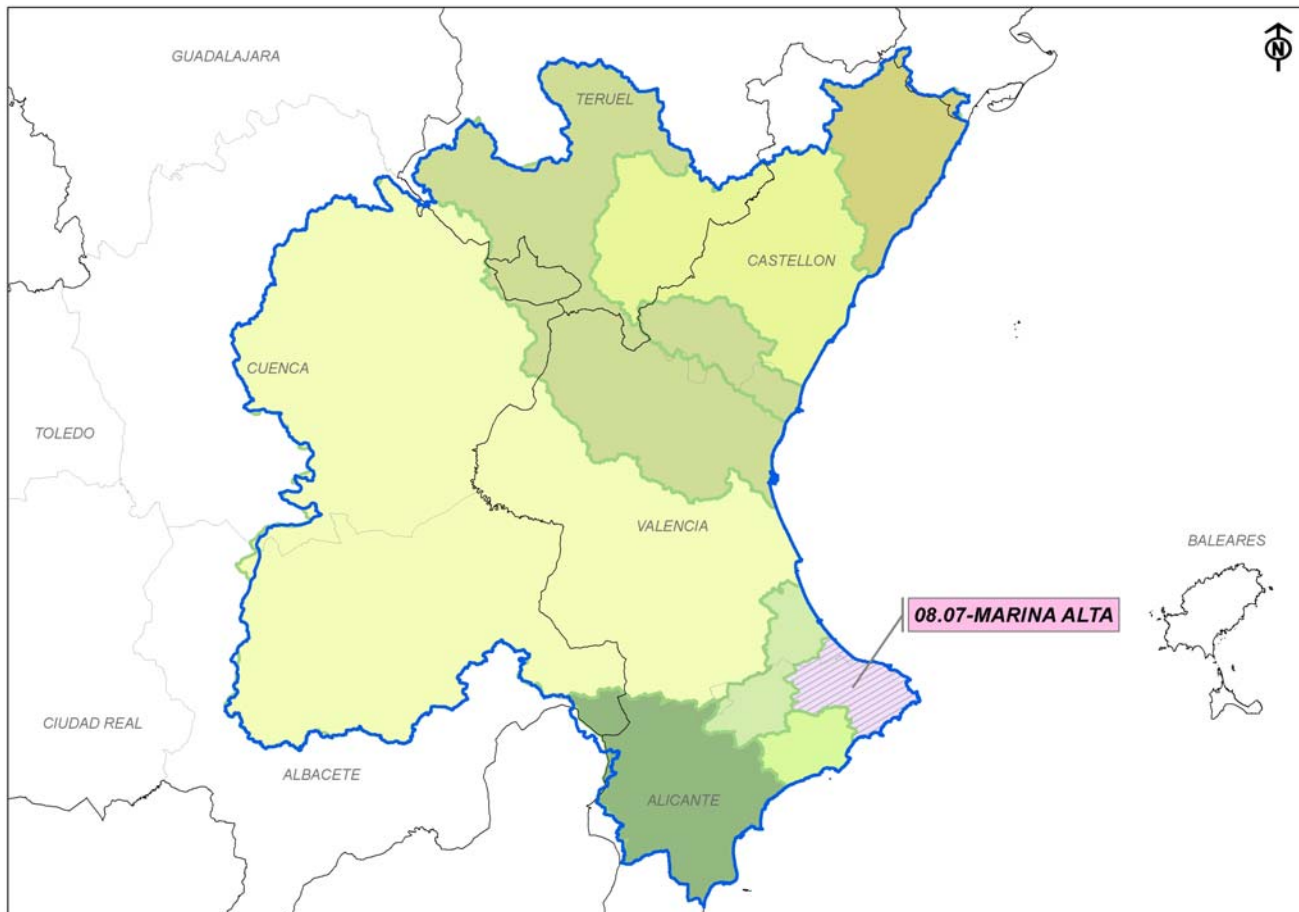 N
GUADALAJARA
TERUEL
CASTELLON
CUENCA
TOLEDO
VALENCIA
BALEARES
08.07-MARINA ALTA
CIUDAD REAL
ALBACETE
ALICANTE